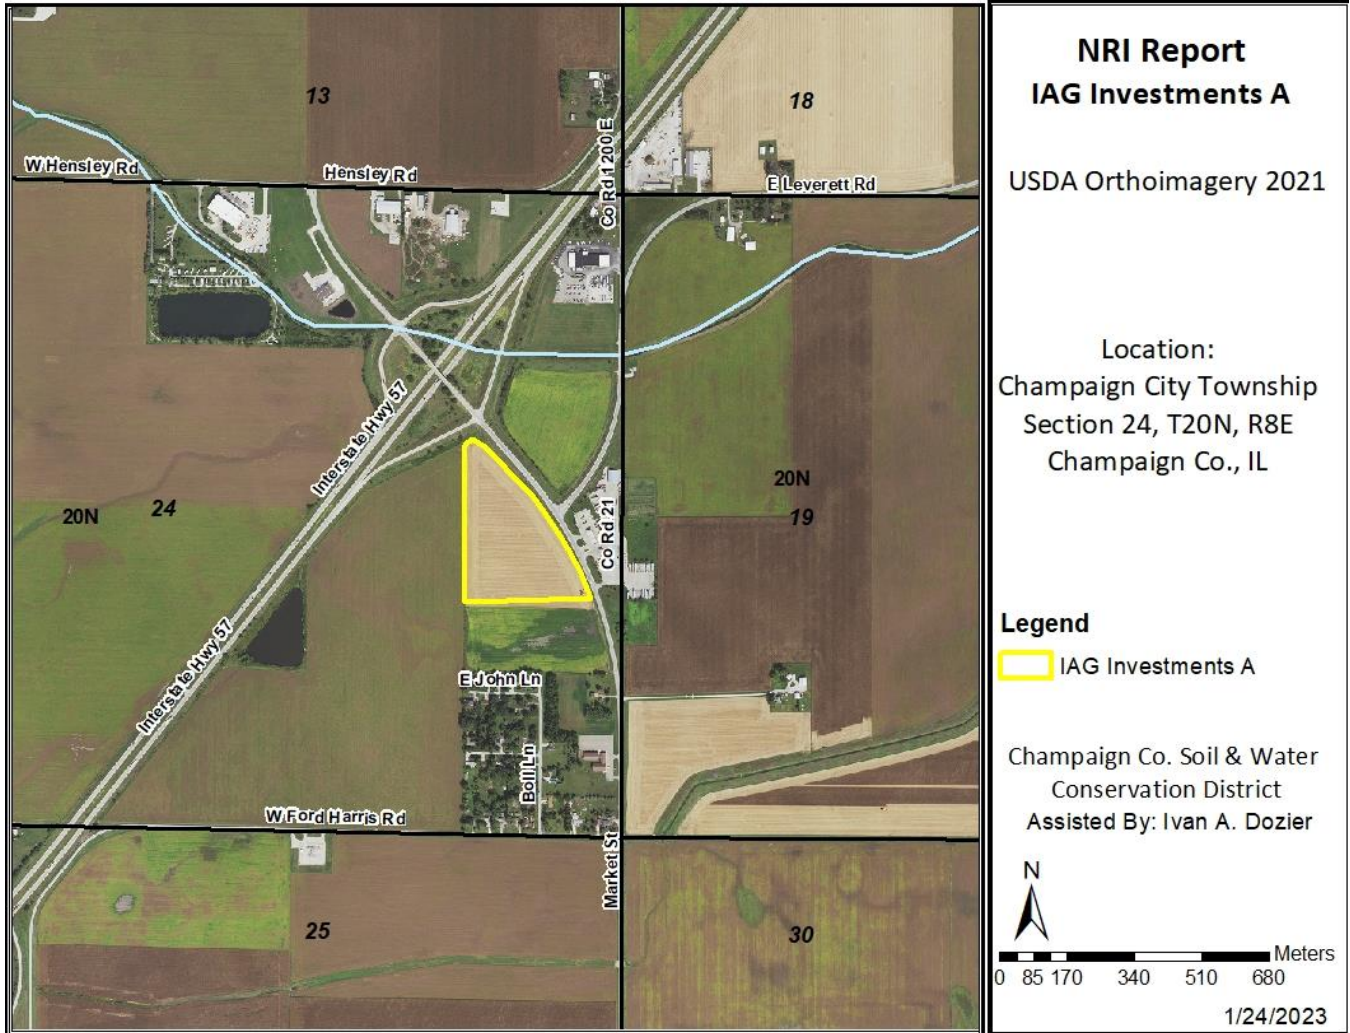 13
18
W Hensley Rd
Hensley Rd
Co Rd 1200 E
E Leverett Rd
Interstate Hwy 57
20N
24
20N
19
Co Rd 21
Interstate Hwy 57
E John Ln
Boll Ln
W Ford Harris Rd
Market St
25
30
NRI Report
IAG Investments A
USDA Orthoimagery 2021
Location:
Champaign City Township
Section 24, T20N, R8E
Champaign Co., IL
Legend
IAG Investments A
Champaign Co. Soil & Water
Conservation District
Assisted By: Ivan A. Dozier
N
Meters
0 85 170 340 510 680
1/24/2023